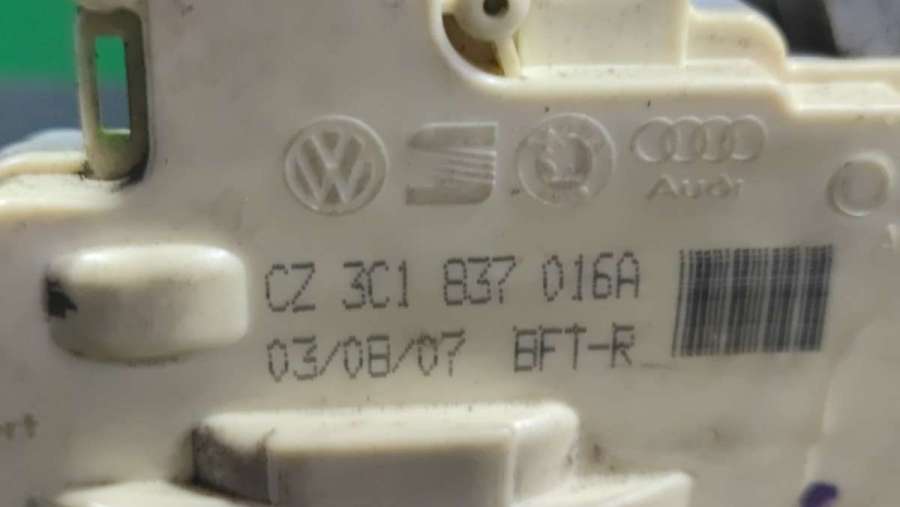 Audi
CZ 3C1 837 016A
03/08/07 BFT-R